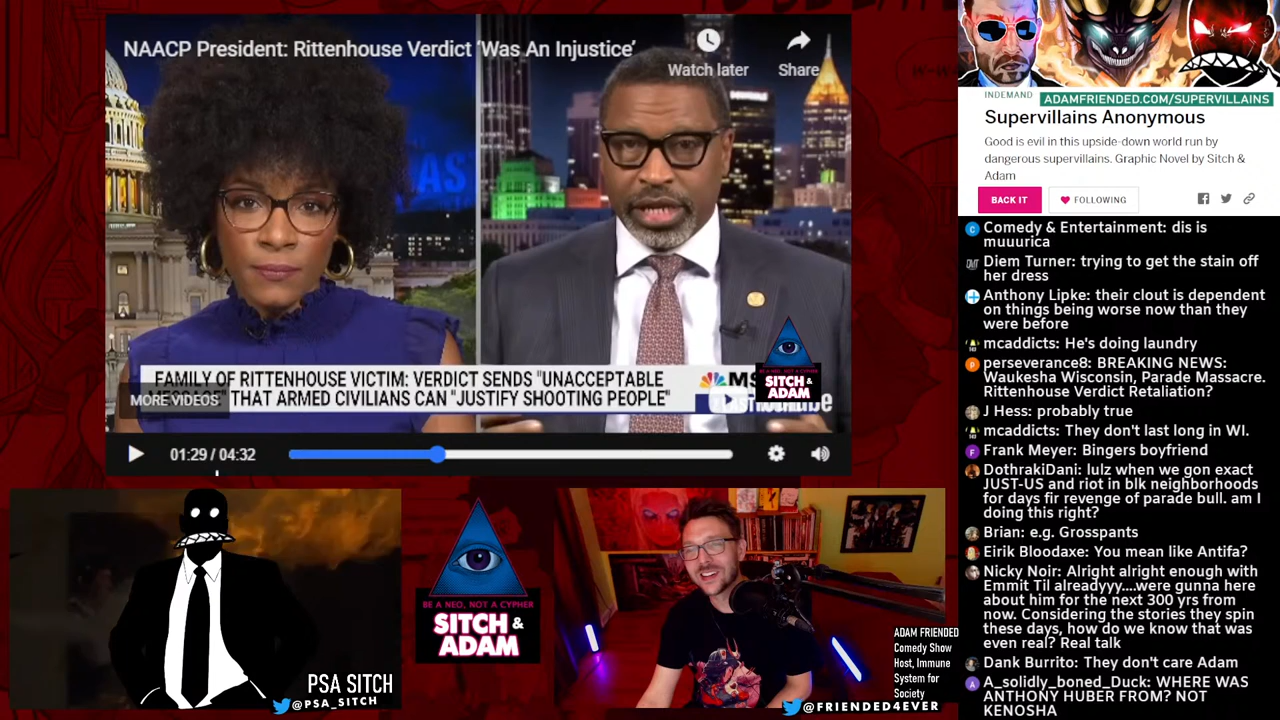 NAACP President: Rittenhouse Verdict 'Was An Injustice'
Watch later
Share
FAMILY OF RITTENHOUSE VICTIM: VERDICT SENDS "UNACCEPTABLE
THAT ARMED CIVILIANS CAN "JUSTIFY SHOOTING PEOPLE"
MORE VIDEOS
BE A NEO, NOT A CYPHER
SITCH &
ADAM
01:29 / 04:32
PSA SITCH
@PSA_SITCH
BE A NEO, NOT A CYPHER
SITCH &
ADAM
ADAM FRIENDED
Comedy Show
Host, Immune
System for
Society
@FRIENDED4EVER
INDEMAND
ADAMFRIENDED.COM/SUPERVILLAINS
Supervillains Anonymous
Good is evil in this upside-down world run by
dangerous supervillains. Graphic Novel by Sitch &
Adam
BACK IT
FOLLOWING
Comedy & Entertainment: dis is
muuurica
Diem Turner: trying to get the stain off
her dress
Anthony Lipke: their clout is dependent
on things being worse now than they
were before
mcaddicts: He's doing laundry
perseverance8: BREAKING NEWS:
Waukesha Wisconsin, Parade Massacre.
Rittenhouse Verdict Retaliation?
J Hess: probably true
mcaddicts: They don't last long in WI.
Frank Meyer: Bingers boyfriend
DothrakiDani: lulz when we gon exact
JUST-US and riot in blk neighborhoods
for days fir revenge of parade bull. am I
doing this right?
Brian: e.g. Grosspants
Eirik Bloodaxe: You mean like Antifa?
Nicky Noir: Alright alright enough with
Emmit Til alreadyyy....were gunna here
about him for the next 300 yrs from
now. Considering the stories they spin
these days, how do we know that was
even real? Real talk
Dank Burrito: They don't care Adam
A_solidly_boned_Duck: WHERE WAS
ANTHONY HUBER FROM? NOT
KENOSHA